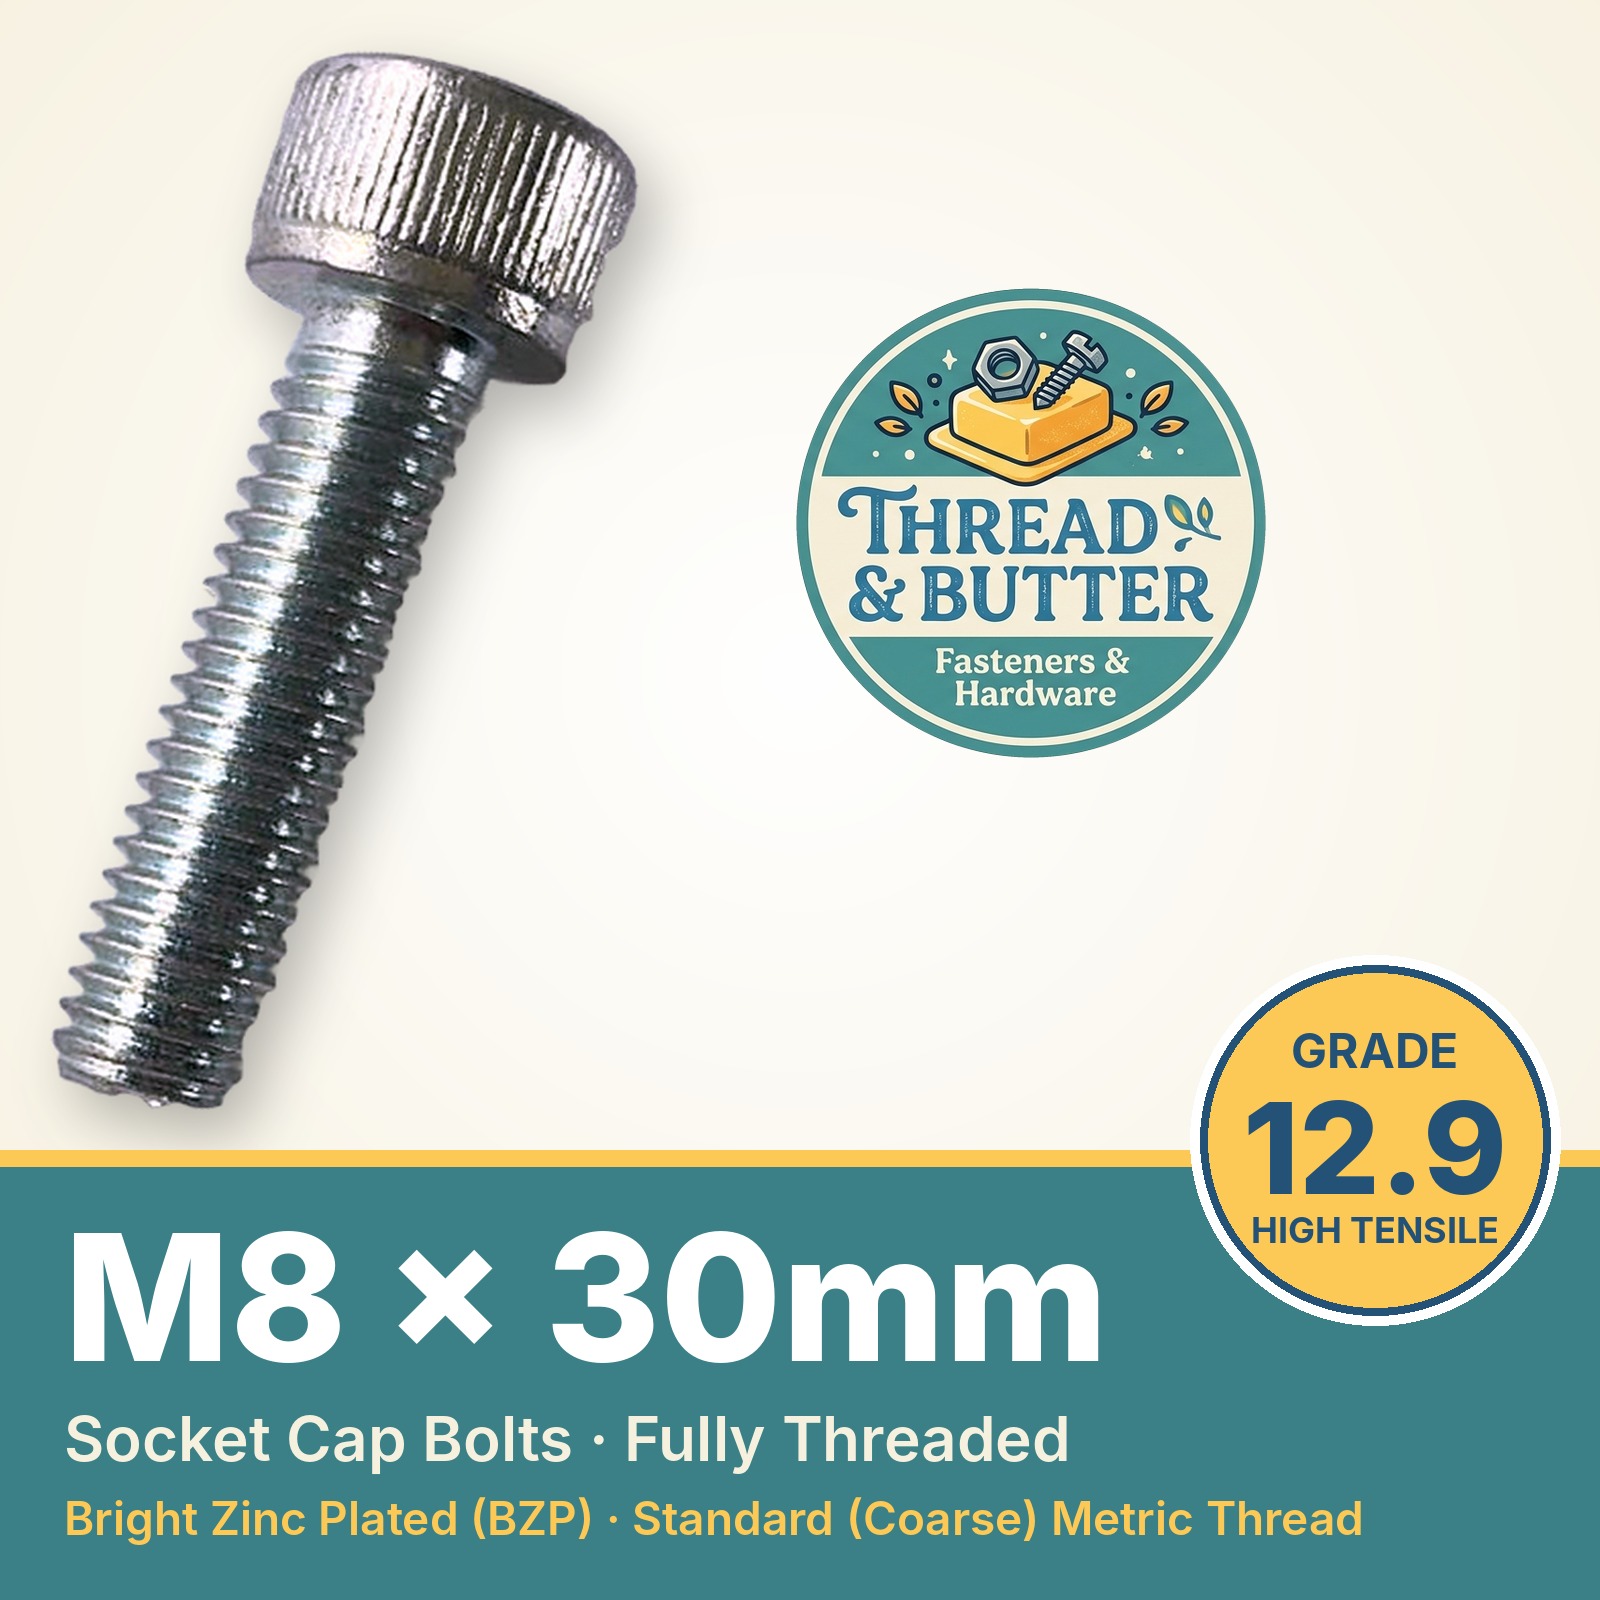 THREAD
& BUTTER
Fasteners &
Hardware
GRADE
12.9
HIGH TENSILE
M8 × 30mm
Socket Cap Bolts · Fully Threaded
Bright Zinc Plated (BZP) · Standard (Coarse) Metric Thread